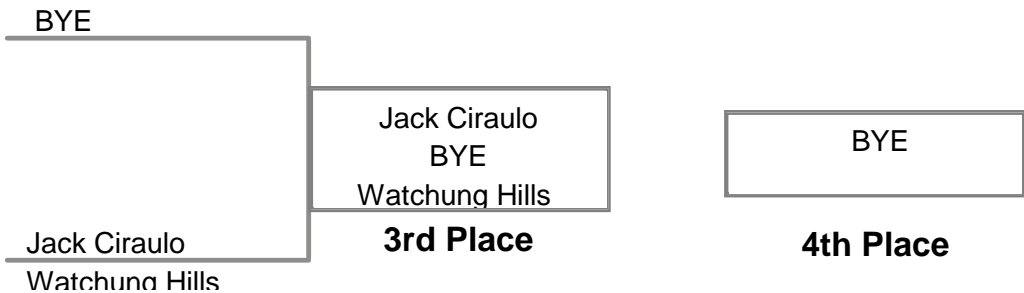 BYE
Jack Ciraulo
BYE
Watchung Hills
3rd Place
BYE
4th Place
Jack Ciraulo
Watchung Hills